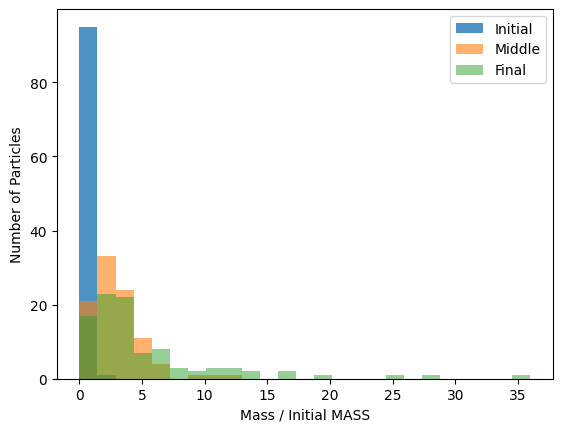 Initial
Middle
Final
80
60
40
20
0
Number of Particles
0 5 10 15 20 25 30 35
Mass / Initial MASS